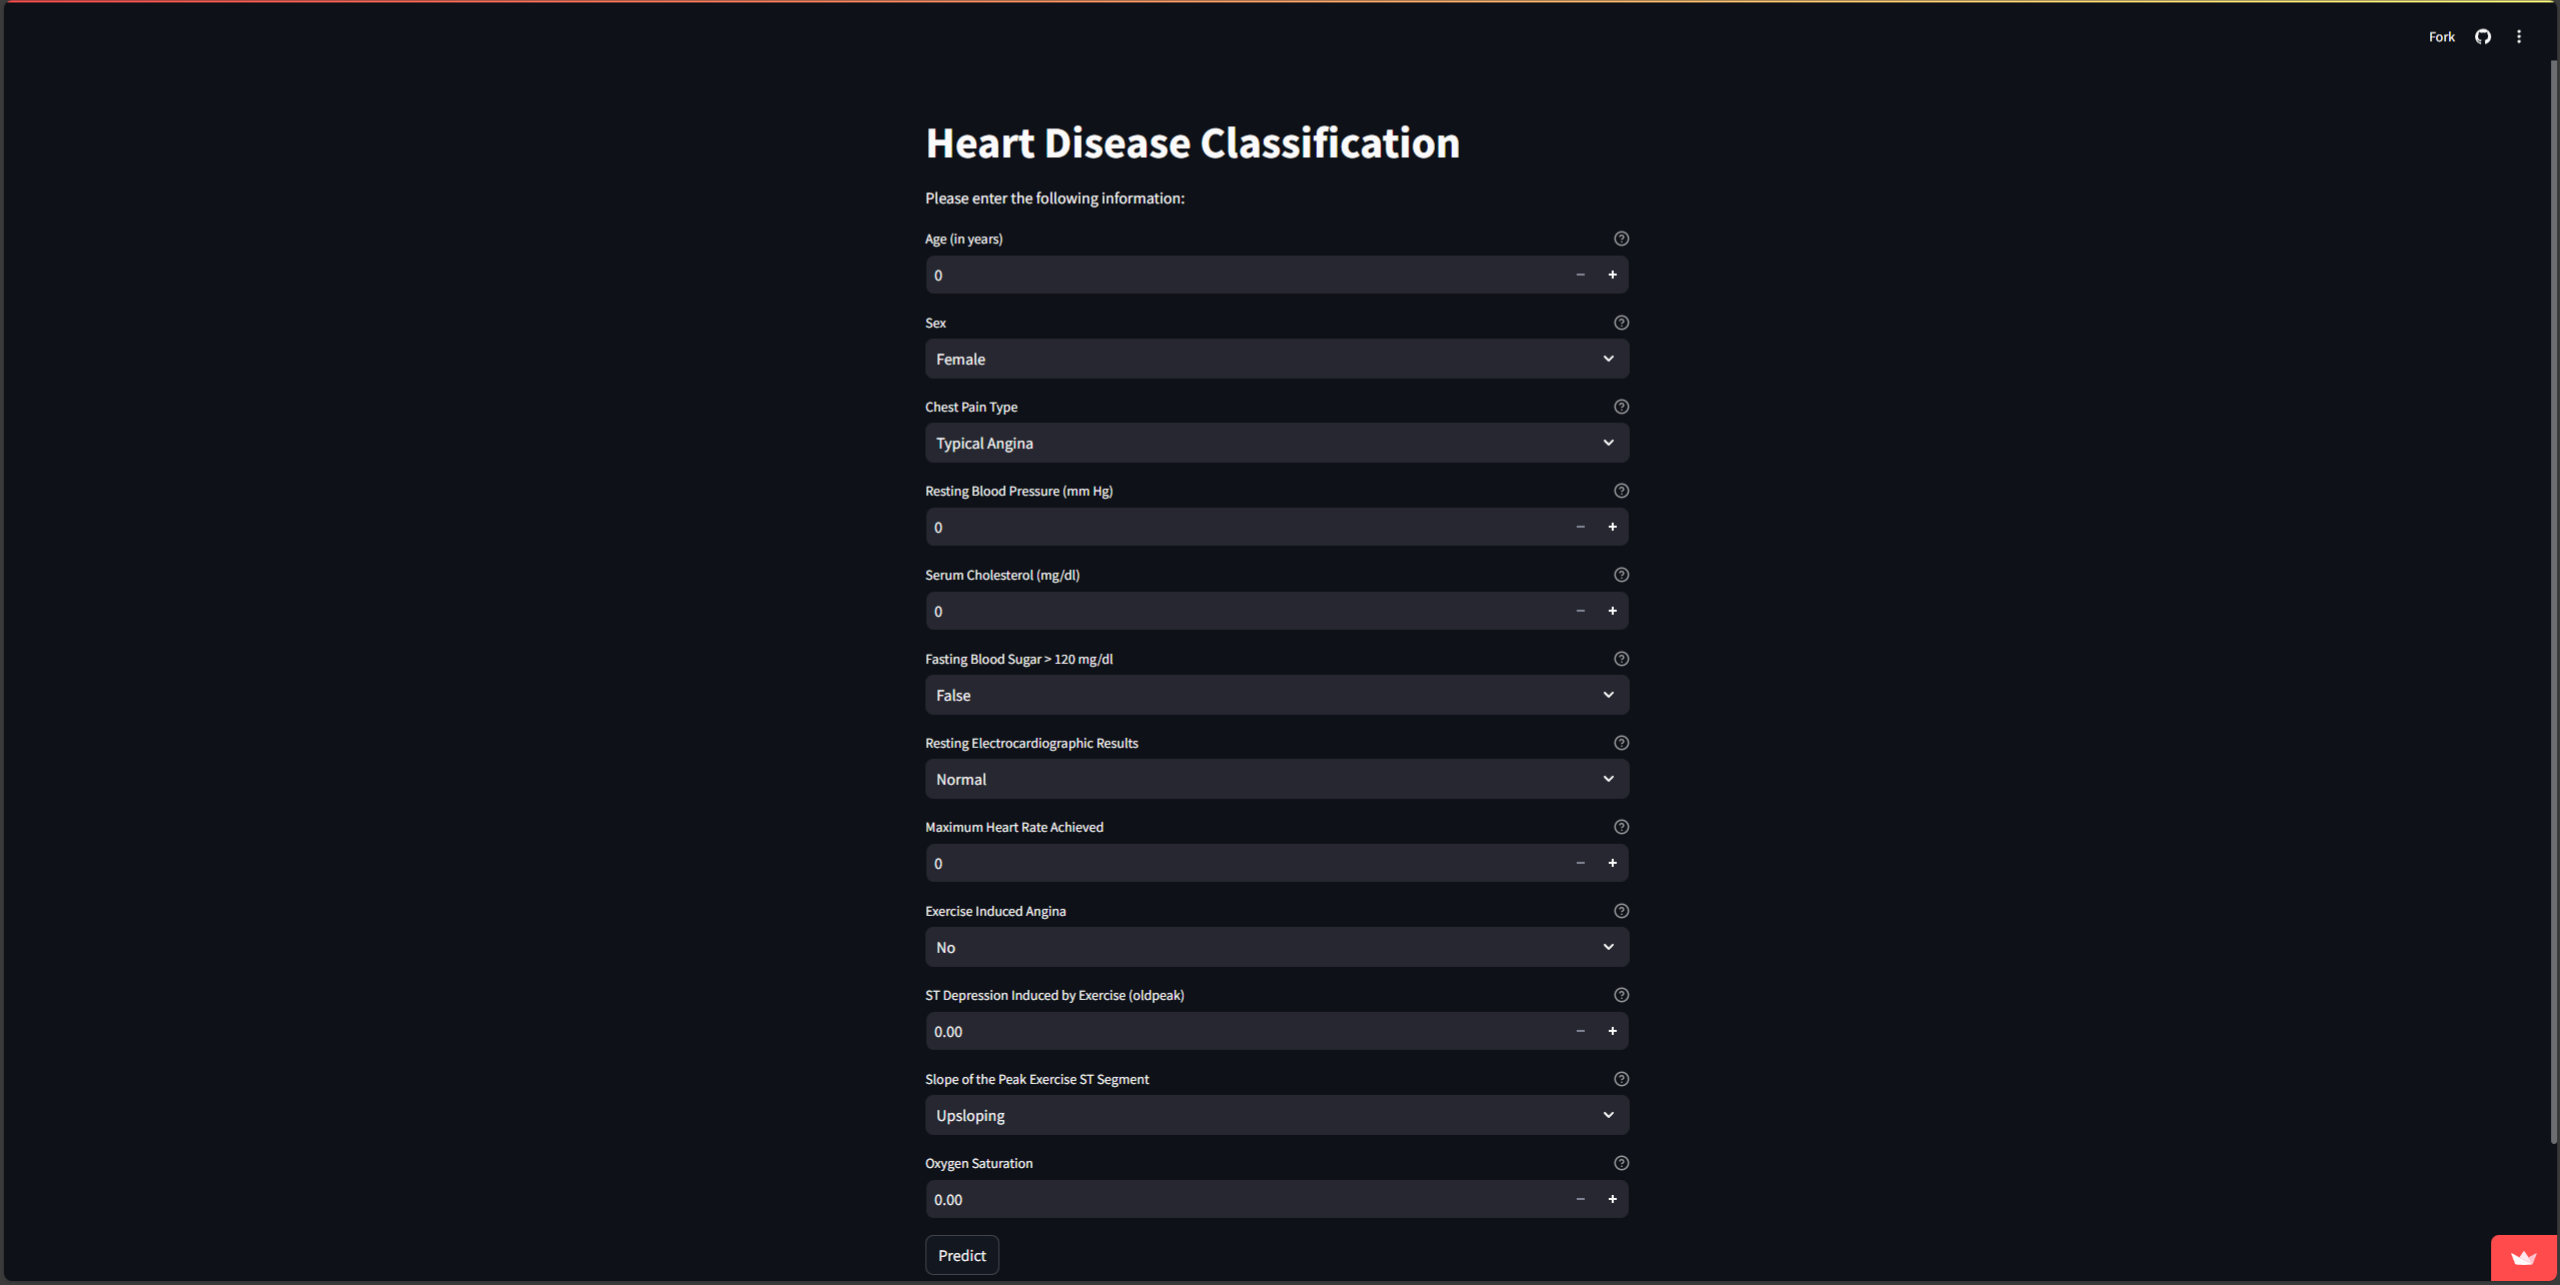 Fork
Heart Disease Classification
Please enter the following information:
Age (in years)
0
Sex
Female
Chest Pain Type
Typical Angina
Resting Blood Pressure (mm Hg)
0
Serum Cholesterol (mg/dl)
0
Fasting Blood Sugar > 120 mg/dl
False
Resting Electrocardiographic Results
Normal
Maximum Heart Rate Achieved
0
Exercise Induced Angina
No
ST Depression Induced by Exercise (oldpeak)
0.00
Slope of the Peak Exercise ST Segment
Upsloping
Oxygen Saturation
0.00
Predict